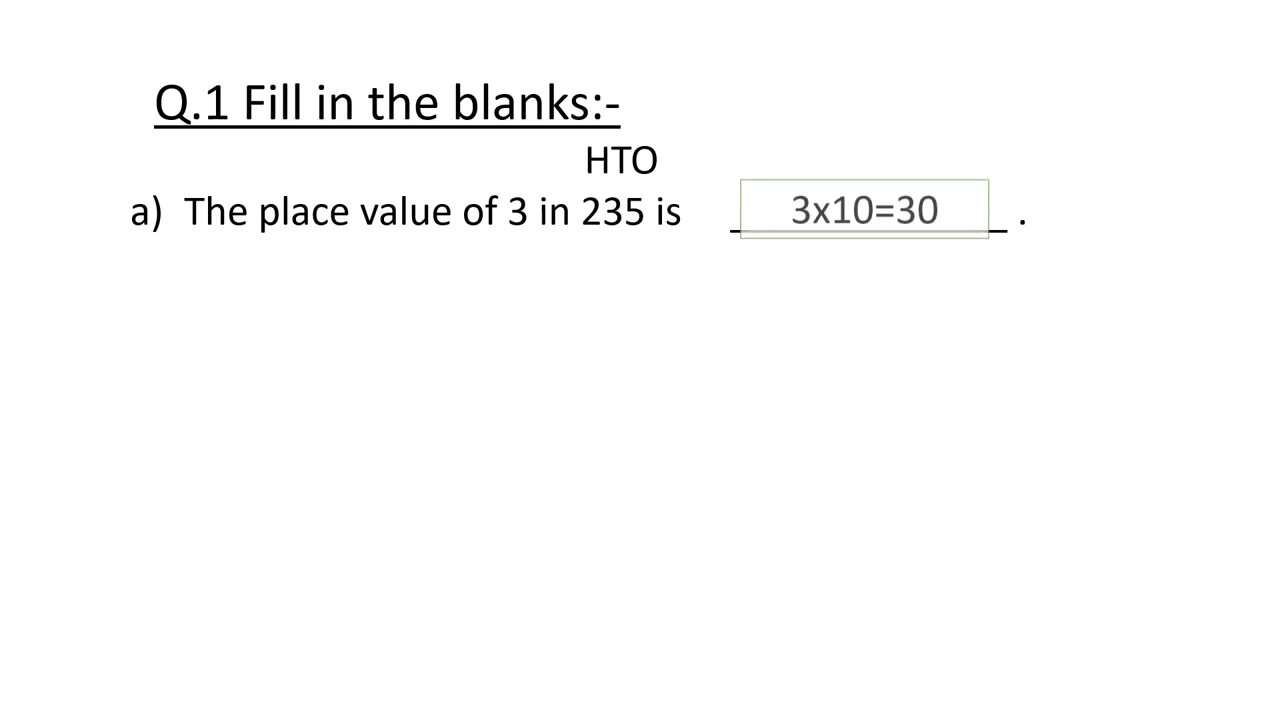 Q.1 Fill in the blanks:-
HTO
a) The place value of 3 in 235 is 3x10=30 .